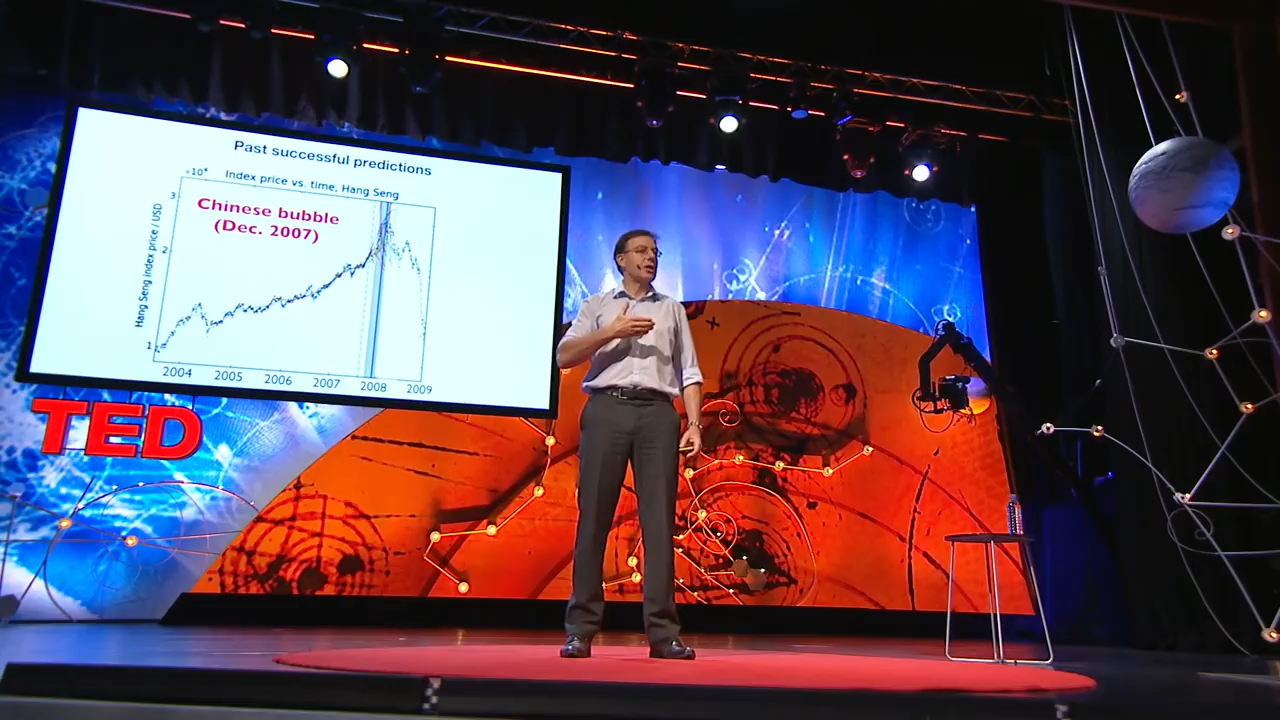 Past successful predictions
×10⁴
Index price vs. time, Hang Seng
Chinese bubble
(Dec. 2007)
Hang Seng index price / USD
3
2
1
2004 2005 2006 2007 2008 2009
TED